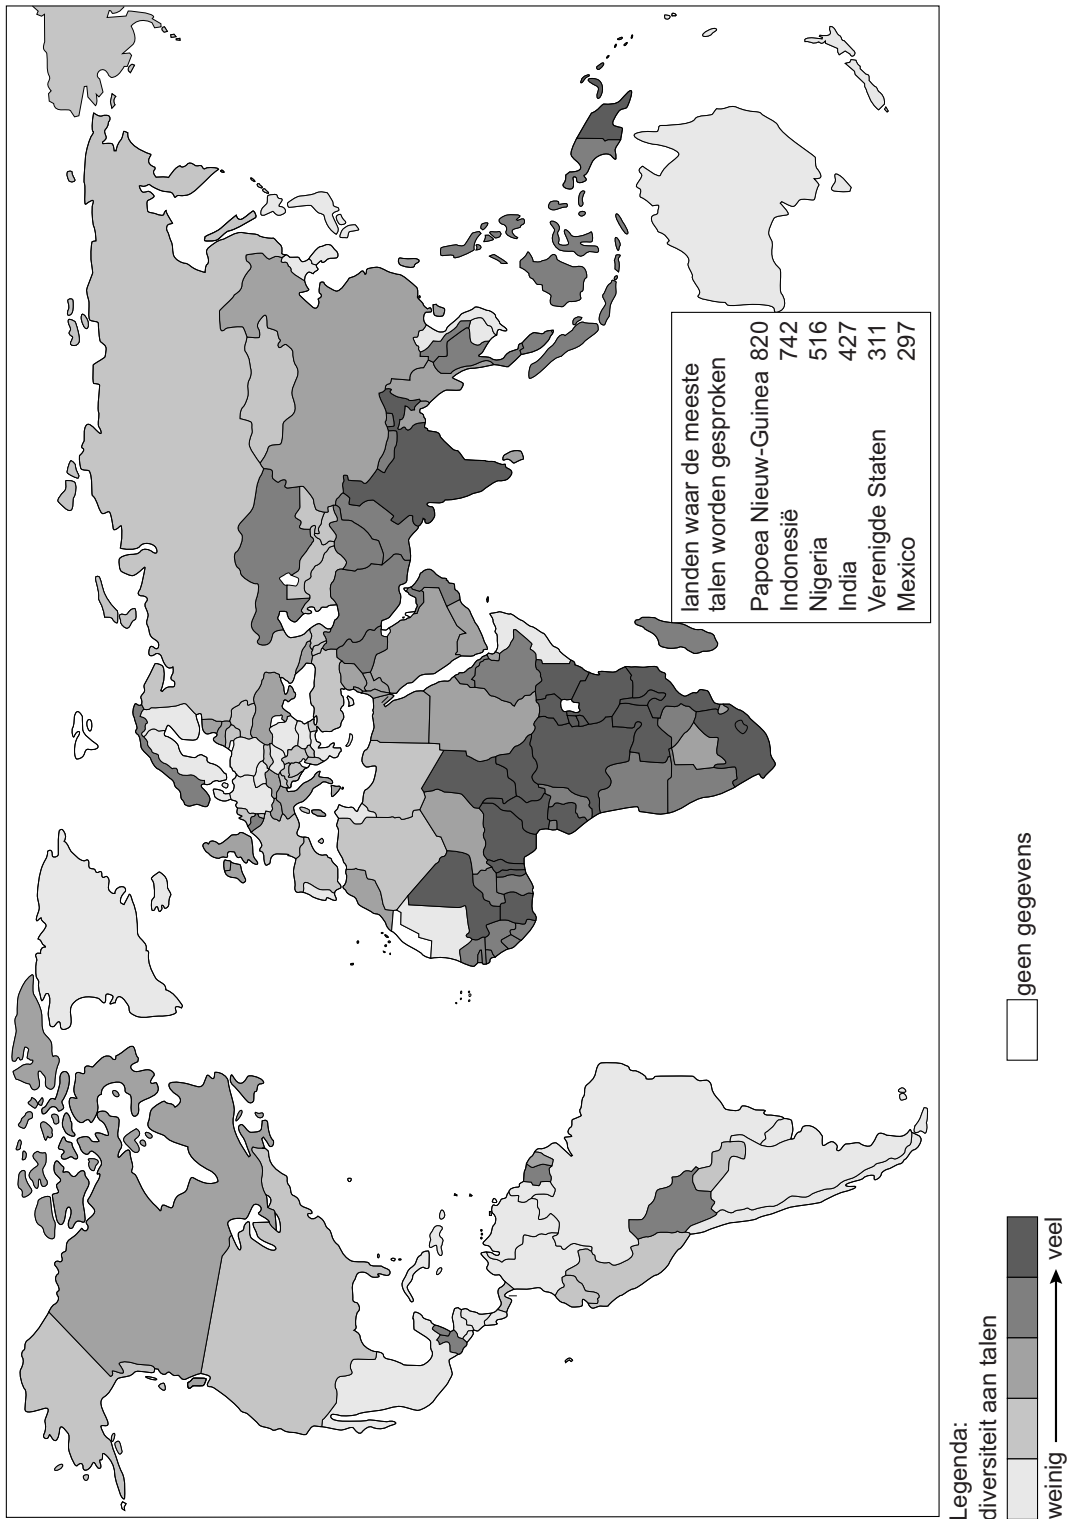 landen waar de meeste
talen worden gesproken
Papoea Nieuw-Guinea 820
Indonesië 742
Nigeria 516
India 427
Verenigde Staten 311
Mexico 297
Legenda:
diversiteit aan talen
weinig veel
geen gegevens